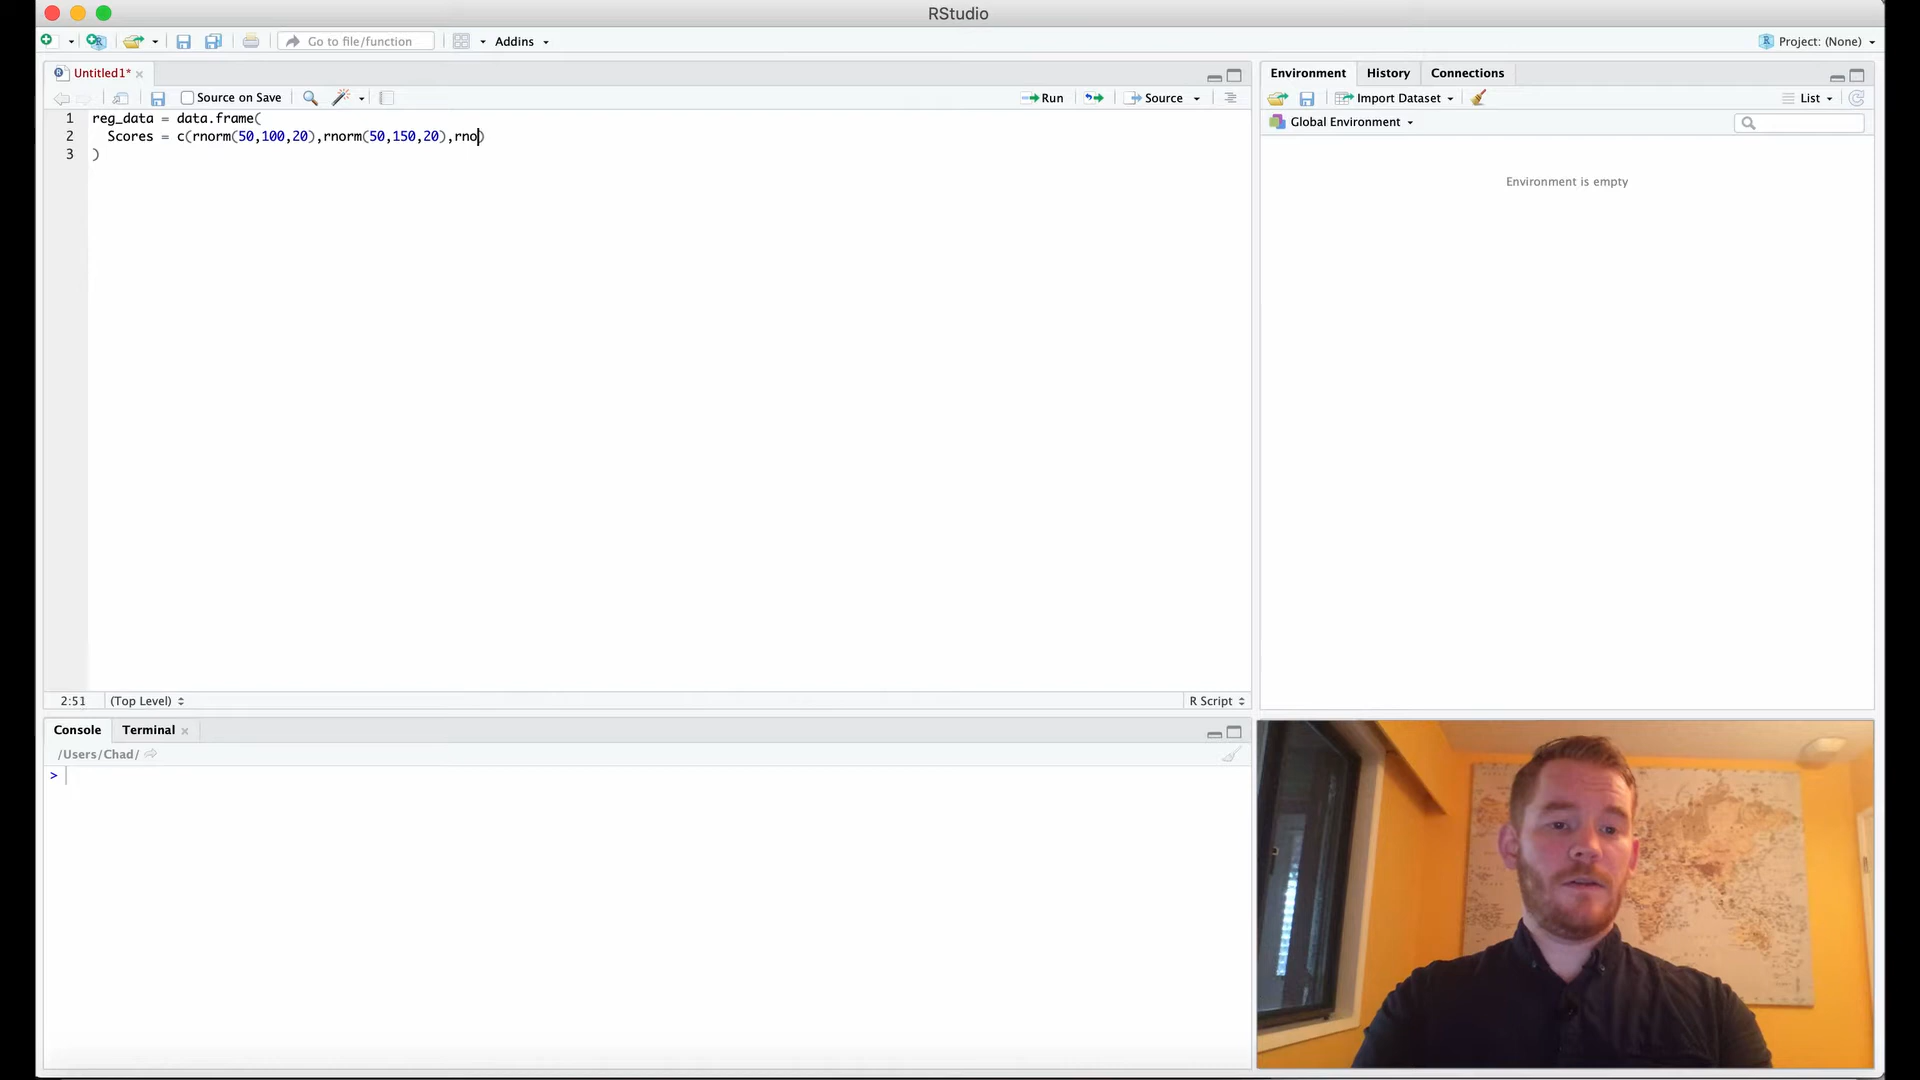 RStudio
Go to file/function
Addins
Project: (None)
Untitled1*
Source on Save
Run
Source
1 reg_data = data.frame(
2 Scores = c(rnorm(50,100,20),rnorm(50,150,20),rno)
3 )
2:51
(Top Level)
R Script
Console
Terminal
/Users/Chad/
>
Environment
History
Connections
Import Dataset
List
Global Environment
Environment is empty